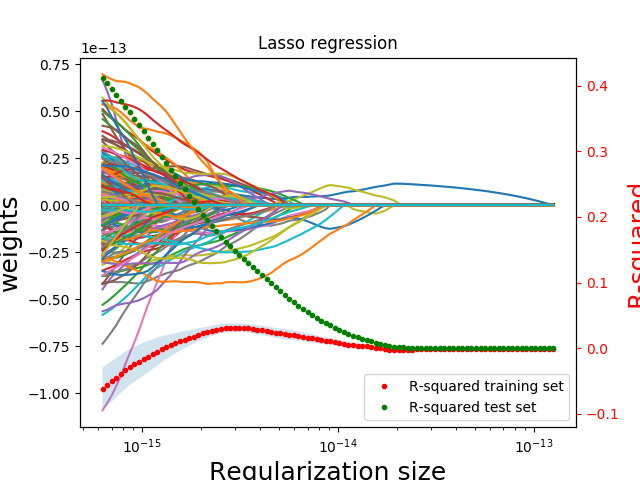 Lasso regression
1e−13
0.75
0.50
0.25
0.00
−0.25
−0.50
−0.75
−1.00
weights
0.4
0.3
0.2
0.1
0.0
−0.1
R-squared
R-squared training set
R-squared test set
10⁻¹⁵
10⁻¹⁴
10⁻¹³
Regularization size